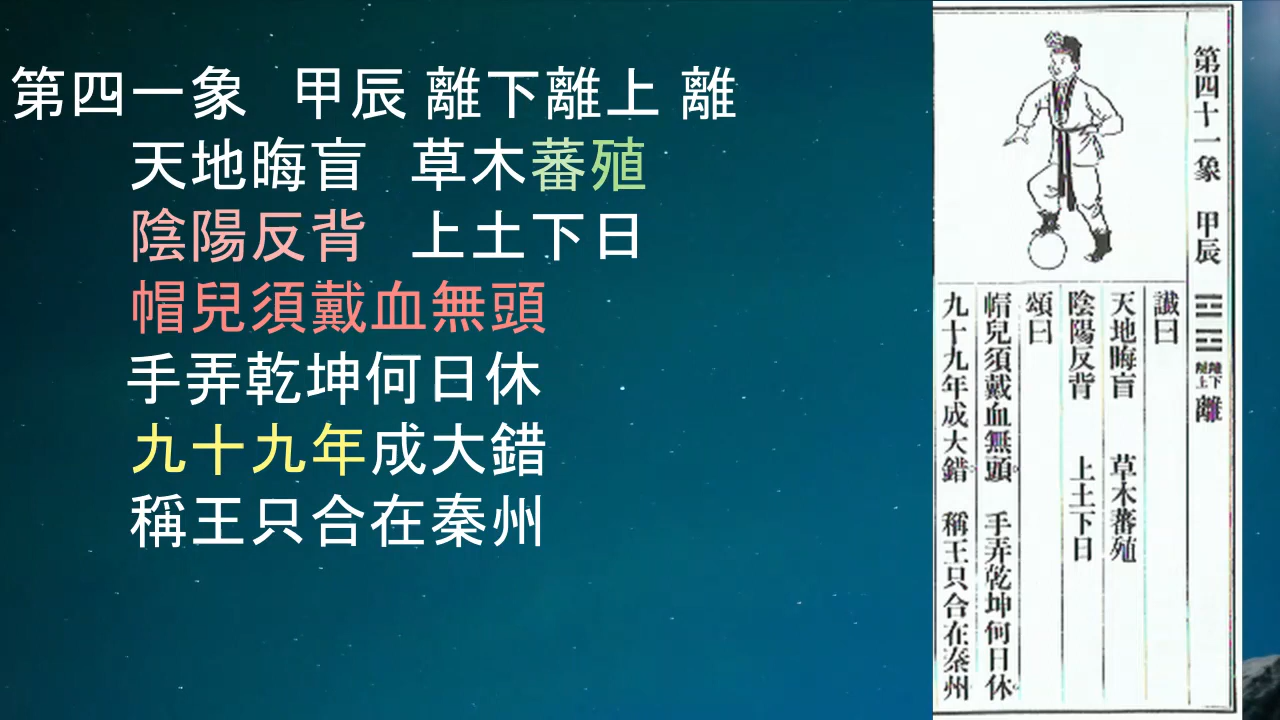 第四一象 甲辰 離下離上 離
天地晦盲 草木蕃殖
陰陽反背 上土下日
帽兒須戴血無頭
手弄乾坤何日休
九十九年成大錯
稱王只合在秦州
第四十一象 甲辰 離下離上 離
讖曰
天地晦盲 草木蕃殖
陰陽反背 上土下日
頌曰
帽兒須戴血無頭 手弄乾坤何日休
九十九年成大錯 稱王只合在秦州